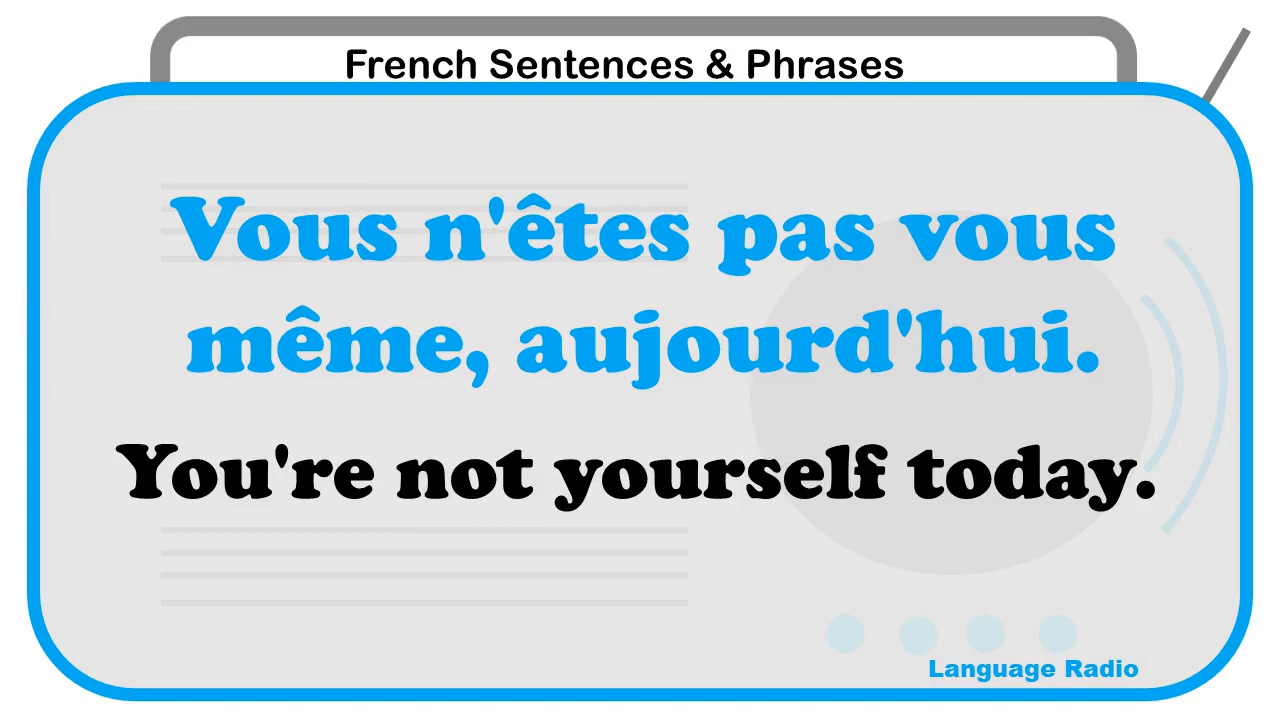 French Sentences & Phrases
Vous n'êtes pas vous
même, aujourd'hui.
You're not yourself today.
Language Radio